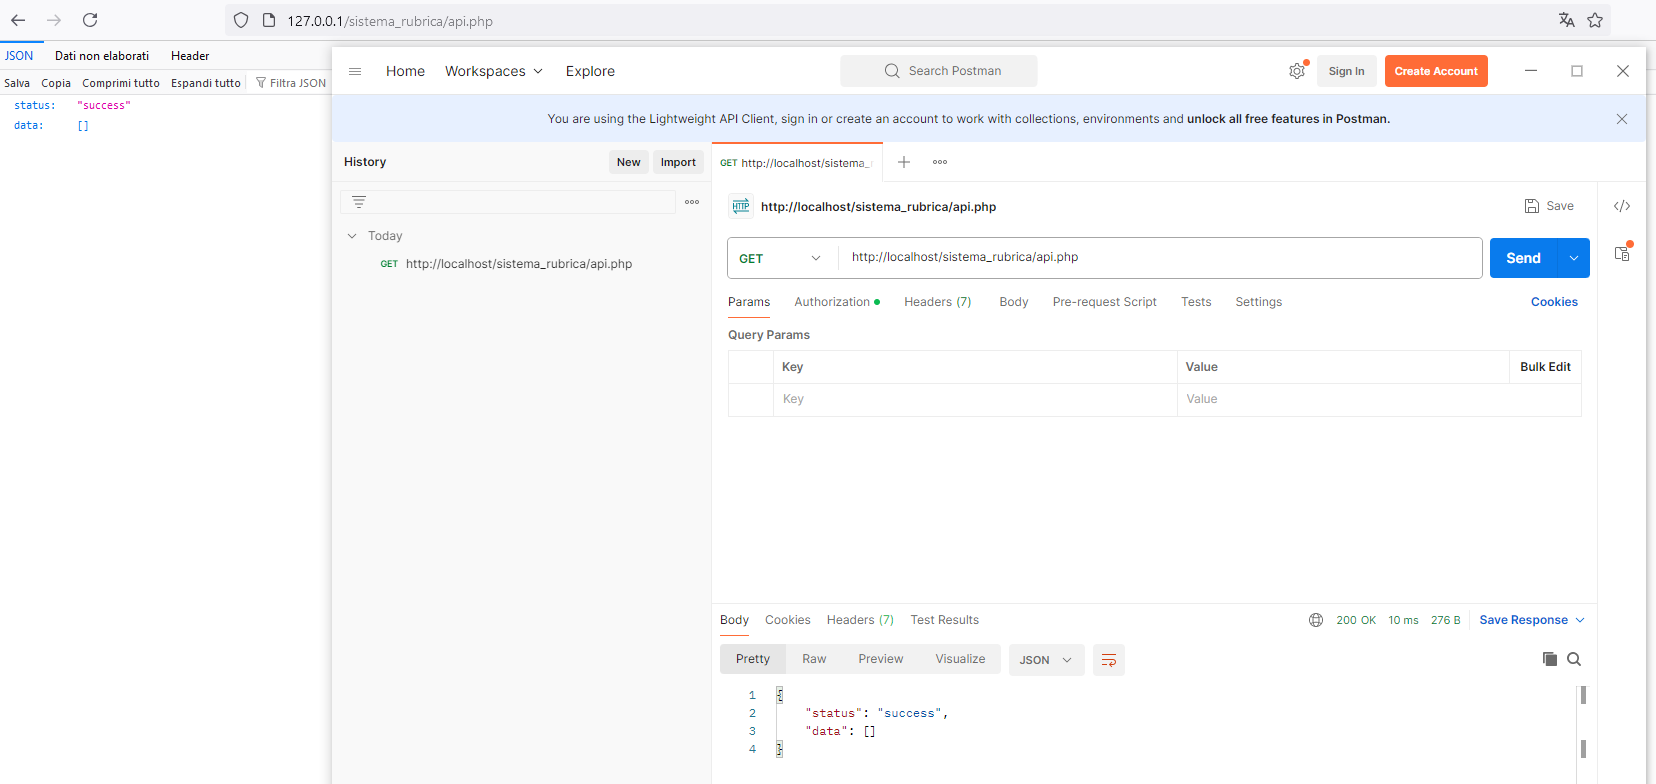 127.0.0.1/sistema_rubrica/api.php
JSON Dati non elaborati Header
Salva Copia Comprimi tutto Espandi tutto Filtra JSON
status: "success"
data: []
Home Workspaces Explore Search Postman Sign In Create Account
You are using the Lightweight API Client, sign in or create an account to work with collections, environments and unlock all free features in Postman.
History New Import
Today
GET http://localhost/sistema_rubrica/api.php
GET http://localhost/sistema_
HTTP http://localhost/sistema_rubrica/api.php Save
GET http://localhost/sistema_rubrica/api.php Send
Params Authorization Headers (7) Body Pre-request Script Tests Settings Cookies
Query Params
Key Value Bulk Edit
Key Value
Body Cookies Headers (7) Test Results 200 OK 10 ms 276 B Save Response
Pretty Raw Preview Visualize JSON
1 {
2 "status": "success",
3 "data": []
4 }